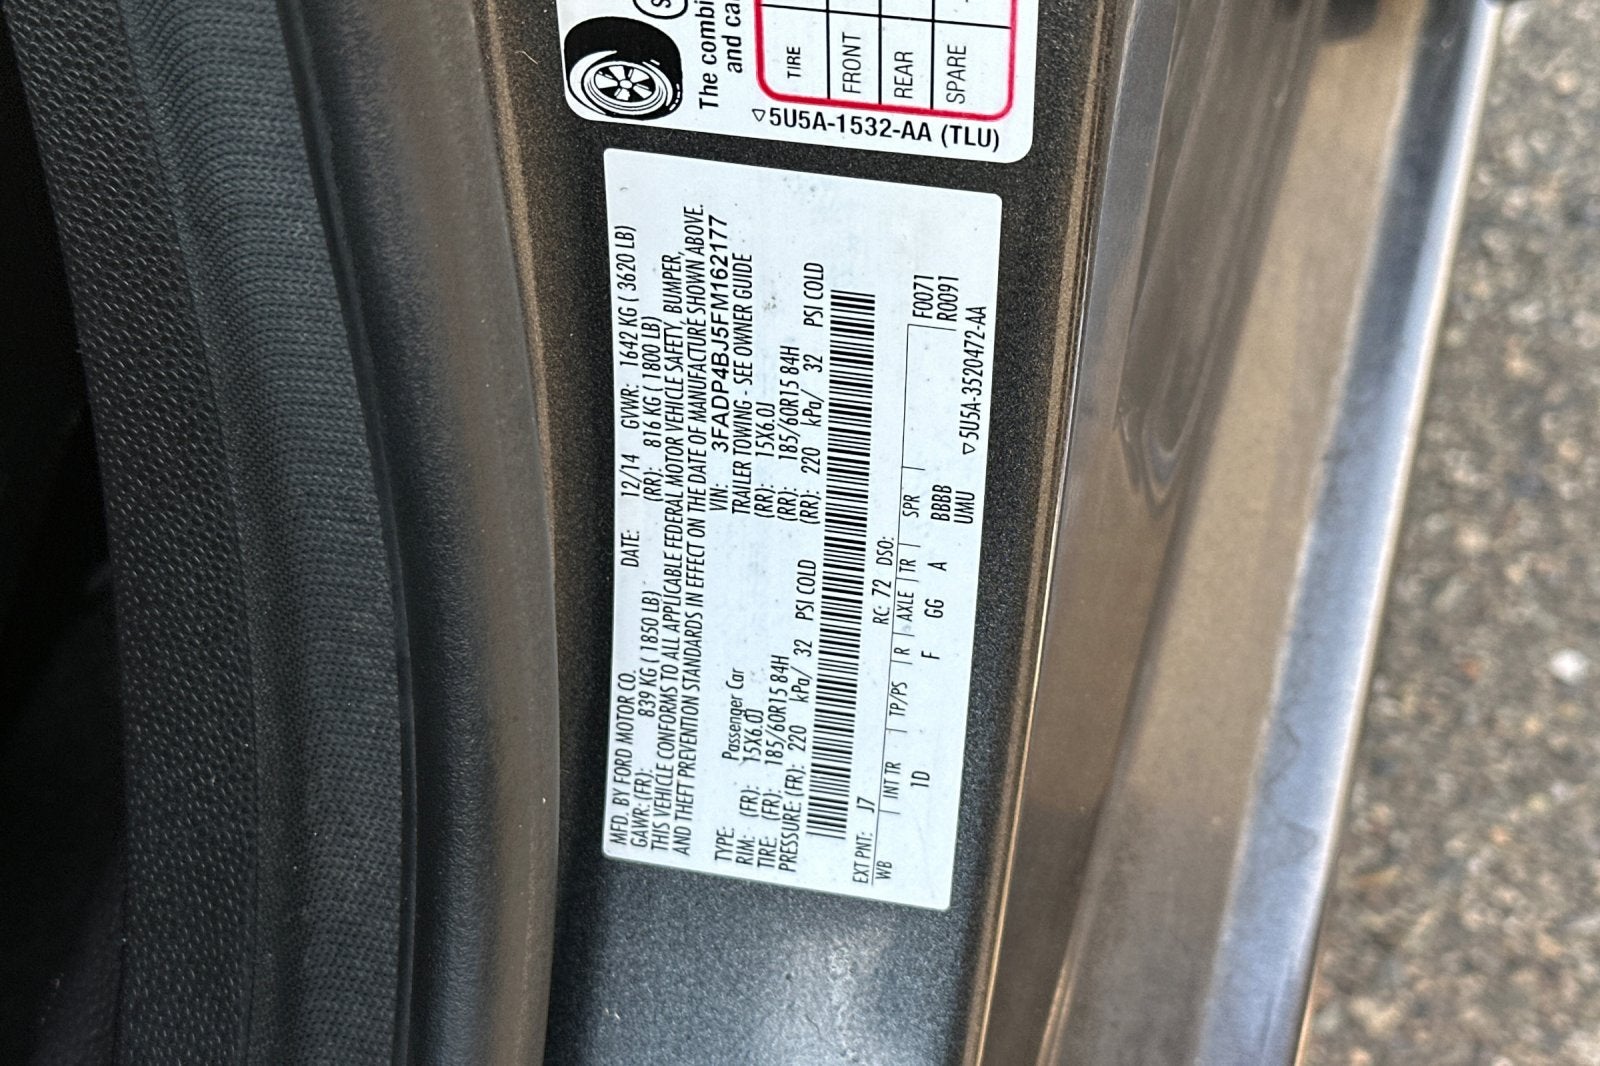 MFD. BY FORD MOTOR CO. DATE: 12/14 GVWR: 1642 KG ( 3620 LB)
GAWR: (FR): 839 KG ( 1850 LB) (RR): 816 KG ( 1800 LB)
THIS VEHICLE CONFORMS TO ALL APPLICABLE FEDERAL MOTOR VEHICLE SAFETY, BUMPER,
AND THEFT PREVENTION STANDARDS IN EFFECT ON THE DATE OF MANUFACTURE SHOWN ABOVE.
VIN: 3FADP4BJ5FM162177
TYPE: Passenger Car TRAILER TOWING - SEE OWNER GUIDE
RIM: (FR): 15X6.0J (RR): 15X6.0J
TIRE: (FR): 185/60R15 84H (RR): 185/60R15 84H
PRESSURE: (FR): 220 kPa/ 32 PSI COLD (RR): 220 kPa/ 32 PSI COLD
EXT PNT: J7 RC: 72 DSO: F0071
WB INT TR TP/PS R AXLE TR SPR R0091
1D F GG A BBBB
UMU
▽5U5A-3520472-AA
The combi
and ca
TIRE
FRONT
REAR
SPARE
▽5U5A-1532-AA (TLU)